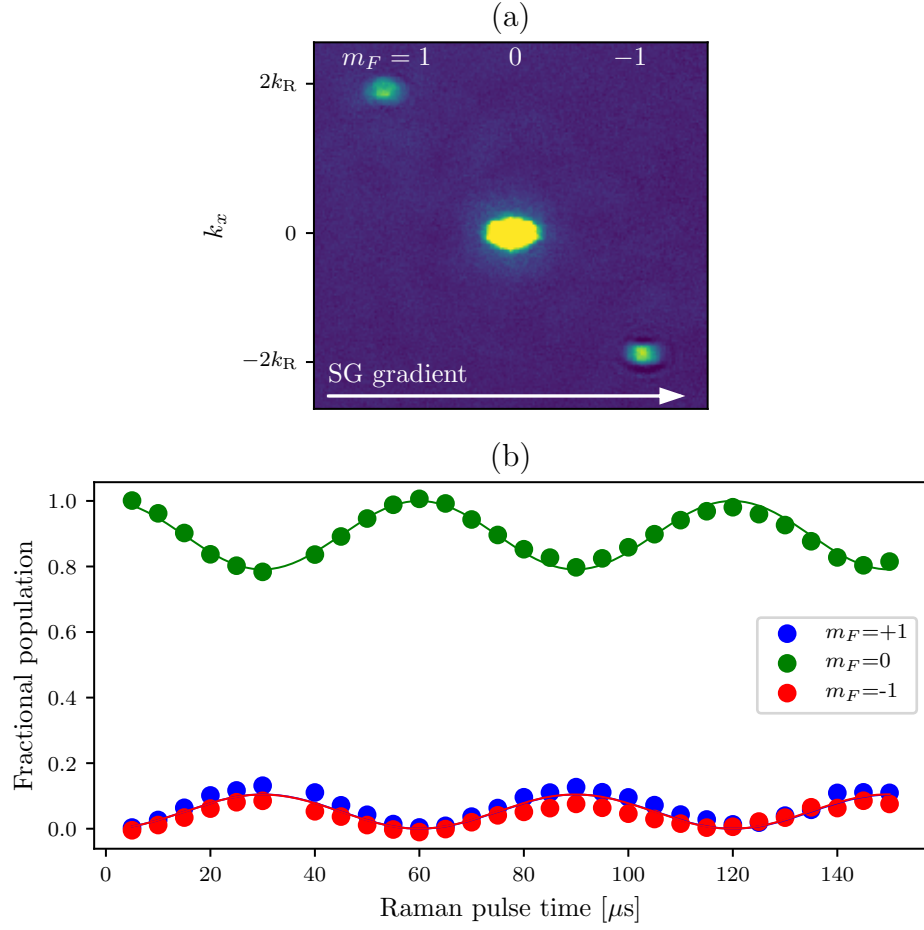 (a)
m_F = 1 0 −1
2k_R
k_x
0
−2k_R
SG gradient
(b)
1.0
0.8
0.6
0.4
0.2
0.0
Fractional population
m_F=+1
m_F=0
m_F=-1
0 20 40 60 80 100 120 140
Raman pulse time [μs]